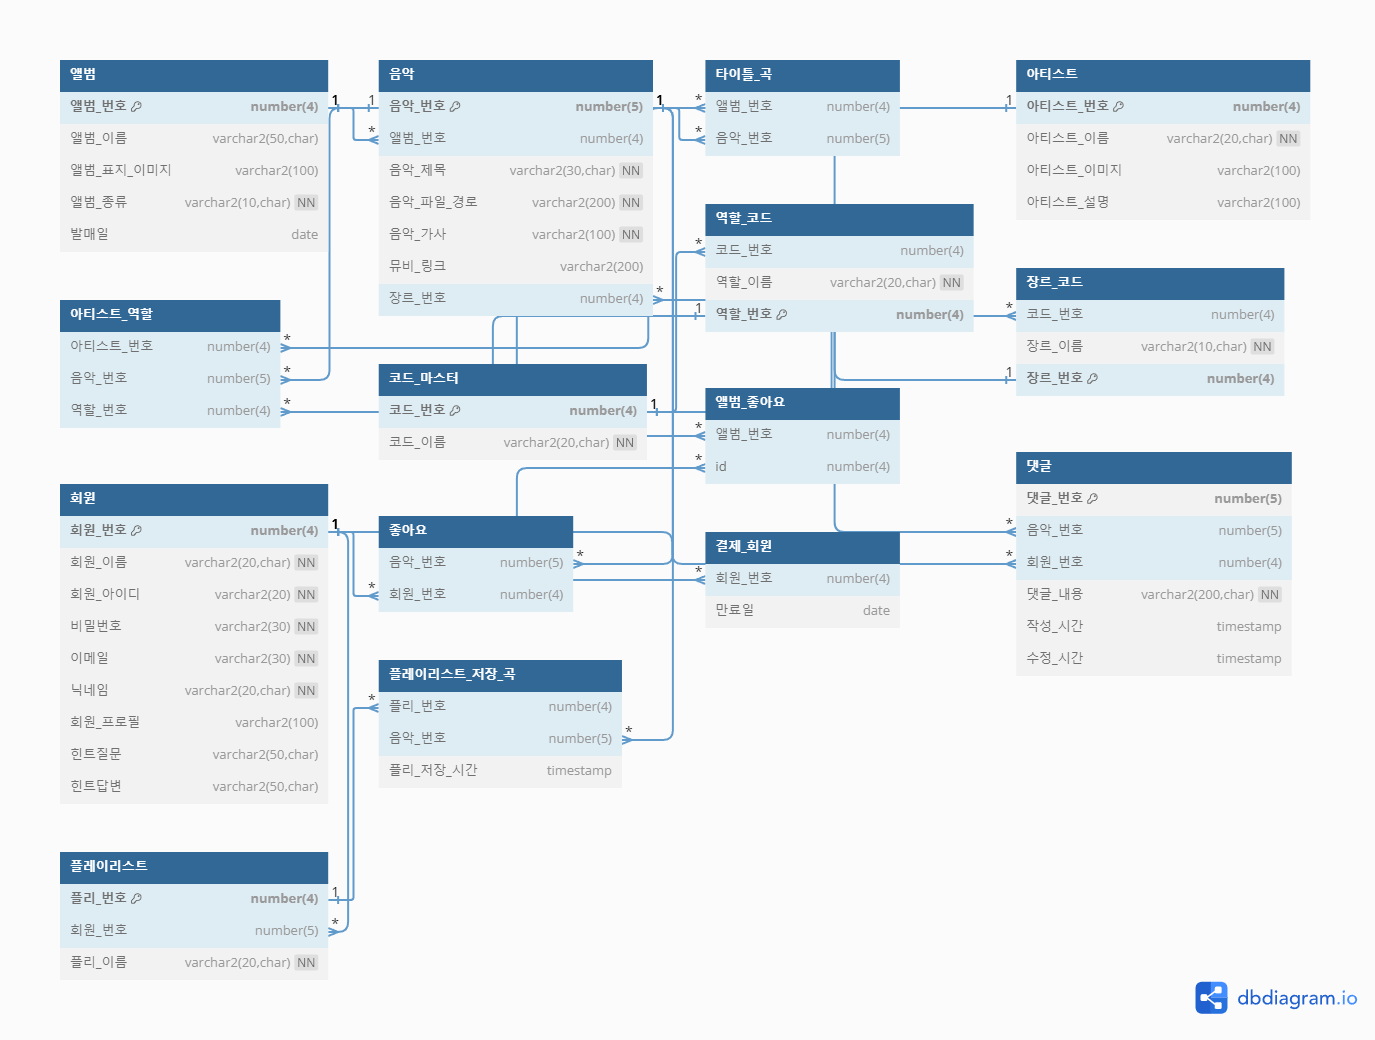 앨범
앨범_번호 number(4)
앨범_이름 varchar2(50,char)
앨범_표지_이미지 varchar2(100)
앨범_종류 varchar2(10,char) NN
발매일 date
1
1
*
음악
음악_번호 number(5)
앨범_번호 number(4)
음악_제목 varchar2(30,char) NN
음악_파일_경로 varchar2(200) NN
음악_가사 varchar2(100) NN
뮤비_링크 varchar2(200)
장르_번호 number(4)
1
*
*
*
타이틀_곡
앨범_번호 number(4)
음악_번호 number(5)
1
아티스트
아티스트_번호 number(4)
아티스트_이름 varchar2(20,char) NN
아티스트_이미지 varchar2(100)
아티스트_설명 varchar2(100)
*
1
역할_코드
코드_번호 number(4)
역할_이름 varchar2(20,char) NN
역할_번호 number(4)
*
1
장르_코드
코드_번호 number(4)
장르_이름 varchar2(10,char) NN
장르_번호 number(4)
아티스트_역할
아티스트_번호 number(4)
음악_번호 number(5)
역할_번호 number(4)
*
*
*
코드_마스터
코드_번호 number(4)
코드_이름 varchar2(20,char) NN
1
*
*
앨범_좋아요
앨범_번호 number(4)
id number(4)
*
*
댓글
댓글_번호 number(5)
음악_번호 number(5)
회원_번호 number(4)
댓글_내용 varchar2(200,char) NN
작성_시간 timestamp
수정_시간 timestamp
회원
회원_번호 number(4)
회원_이름 varchar2(20,char) NN
회원_아이디 varchar2(20) NN
비밀번호 varchar2(30) NN
이메일 varchar2(30) NN
닉네임 varchar2(20,char) NN
회원_프로필 varchar2(100)
힌트질문 varchar2(50,char)
힌트답변 varchar2(50,char)
1
*
좋아요
음악_번호 number(5)
회원_번호 number(4)
*
*
결제_회원
회원_번호 number(4)
만료일 date
*
플레이리스트_저장_곡
플리_번호 number(4)
음악_번호 number(5)
플리_저장_시간 timestamp
*
플레이리스트
플리_번호 number(4)
회원_번호 number(5)
플리_이름 varchar2(20,char) NN
1
*
dbdiagram.io